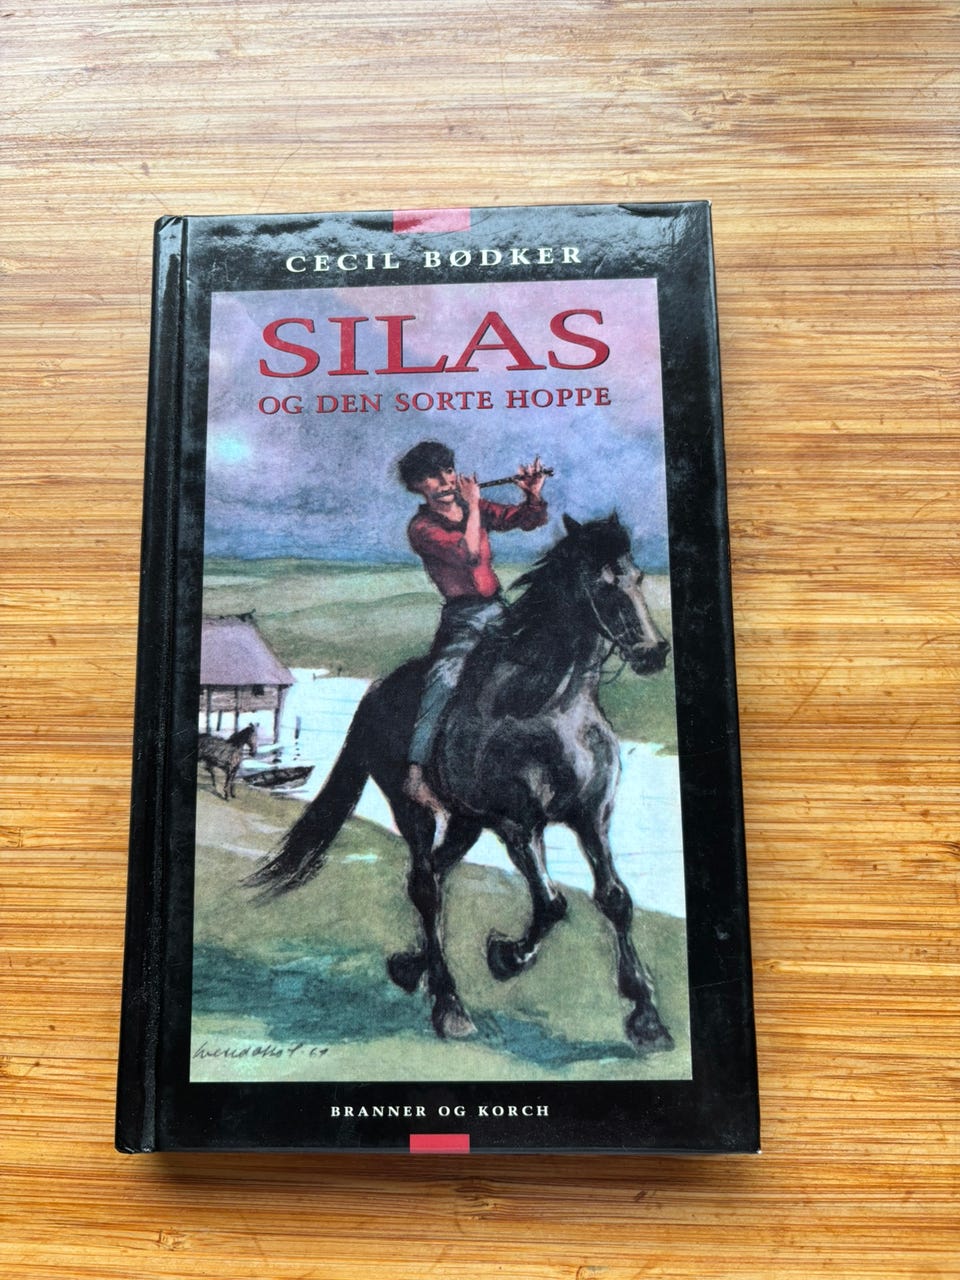 CECIL BØDKER
SILAS
OG DEN SORTE HOPPE
BRANNER OG KORCH